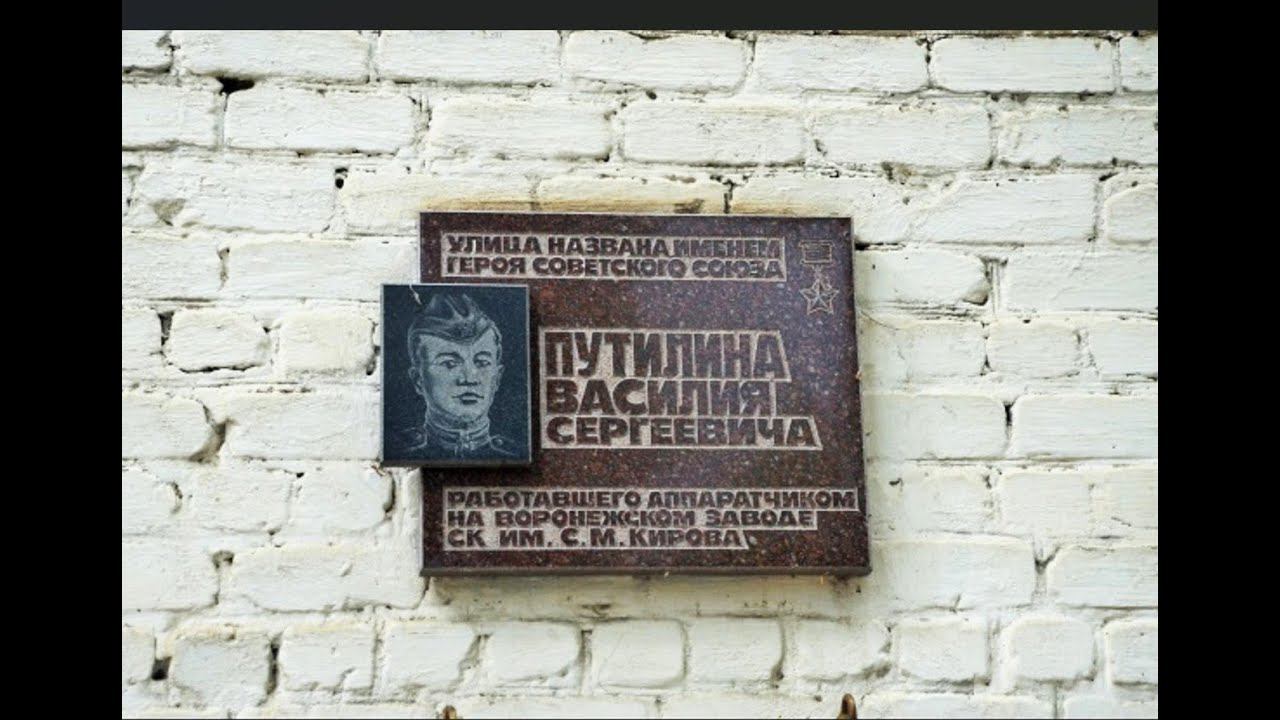 УЛИЦА НАЗВАНА ИМЕНЕМ
ГЕРОЯ СОВЕТСКОГО СОЮЗА
ПУТИЛИНА
ВАСИЛИЯ
СЕРГЕЕВИЧА
РАБОТАВШЕГО АППАРАТЧИКОМ
НА ВОРОНЕЖСКОМ ЗАВОДЕ
СК ИМ. С.М. КИРОВА